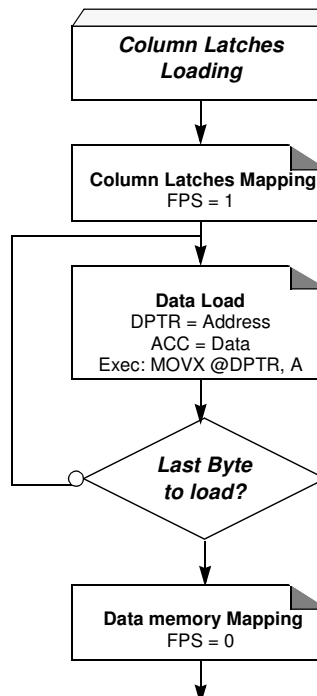 Column Latches
Loading
Column Latches Mapping
FPS = 1
Data Load
DPTR = Address
ACC = Data
Exec: MOVX @DPTR, A
Last Byte
to load?
Data memory Mapping
FPS = 0